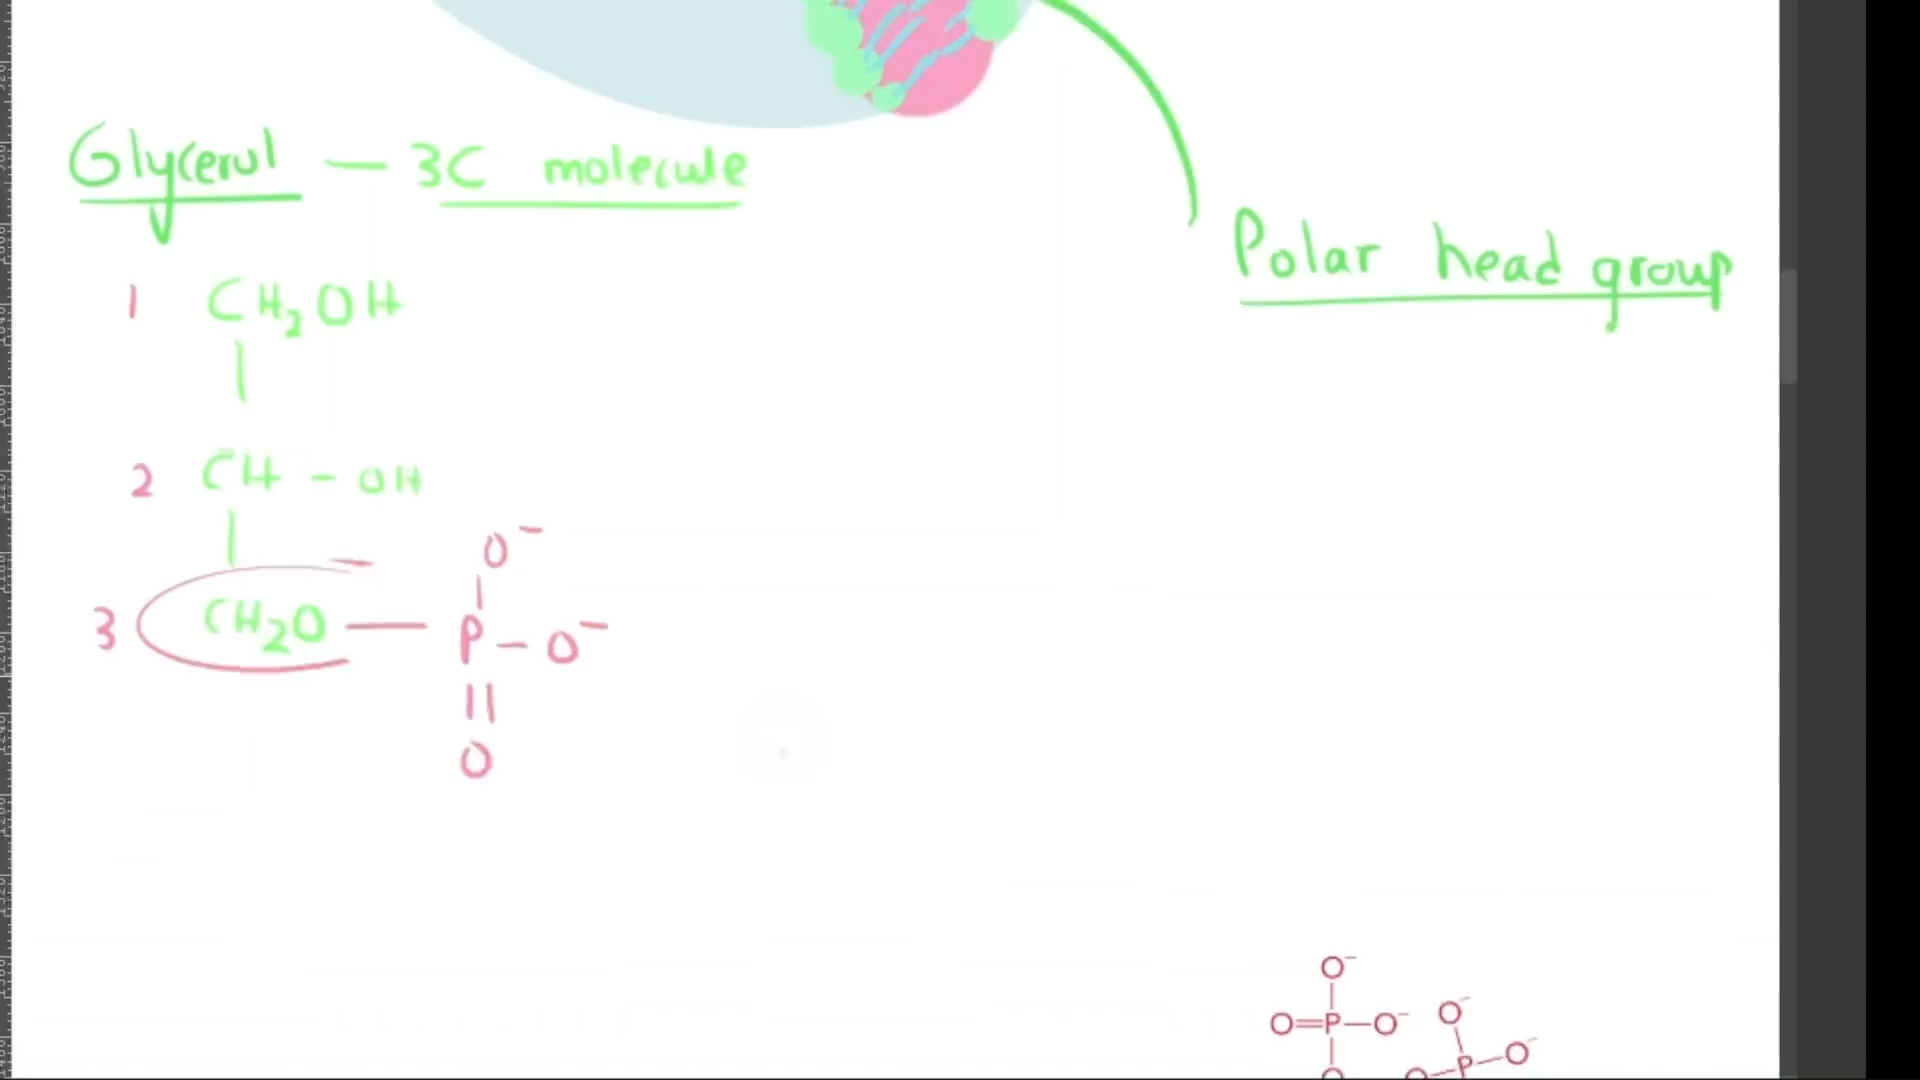 Glycerol — 3C molecule
Polar head group
1 CH₂OH
2 CH - OH
O⁻
3 CH₂O — P - O⁻
O
O⁻
O=P—O⁻ O⁻
O—P—O⁻
O